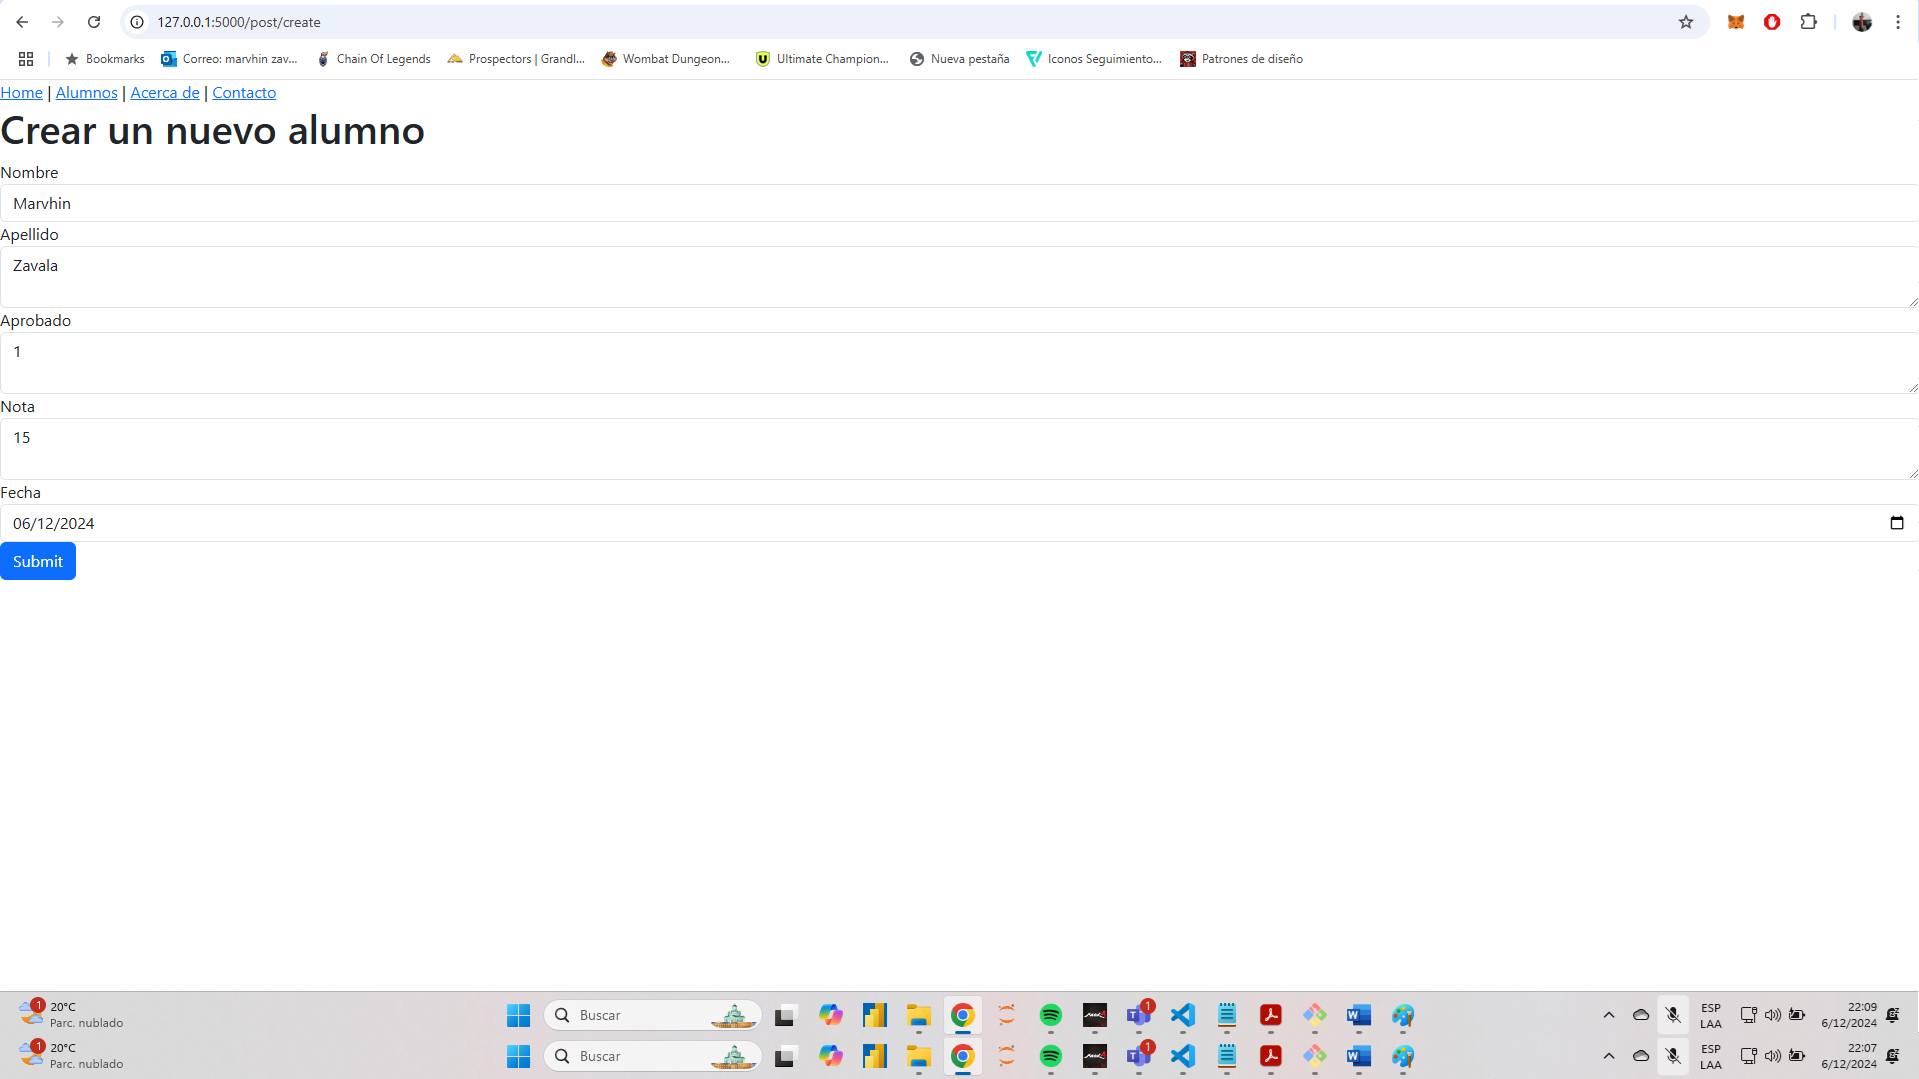 127.0.0.1:5000/post/create
Bookmarks Correo: marvhin zav... Chain Of Legends Prospectors | Grandl... Wombat Dungeon... Ultimate Champion... Nueva pestaña Iconos Seguimiento... Patrones de diseño
Home | Alumnos | Acerca de | Contacto
Crear un nuevo alumno
Nombre
Marvhin
Apellido
Zavala
Aprobado
1
Nota
15
Fecha
06/12/2024
Submit
1 20°C Buscar 1 ESP 22:09
Parc. nublado LAA 6/12/2024
1 20°C Buscar 1 ESP 22:07
Parc. nublado LAA 6/12/2024